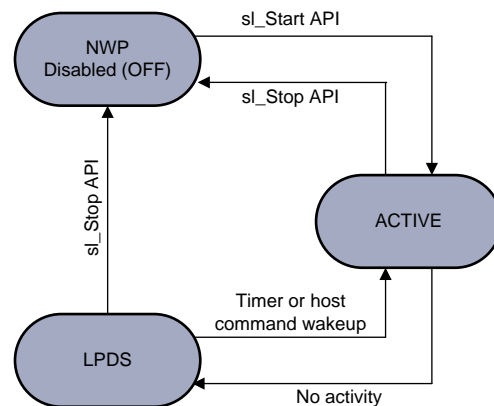 NWP
Disabled (OFF)
sl_Start API
sl_Stop API
sl_Stop API
ACTIVE
Timer or host
command wakeup
LPDS
No activity